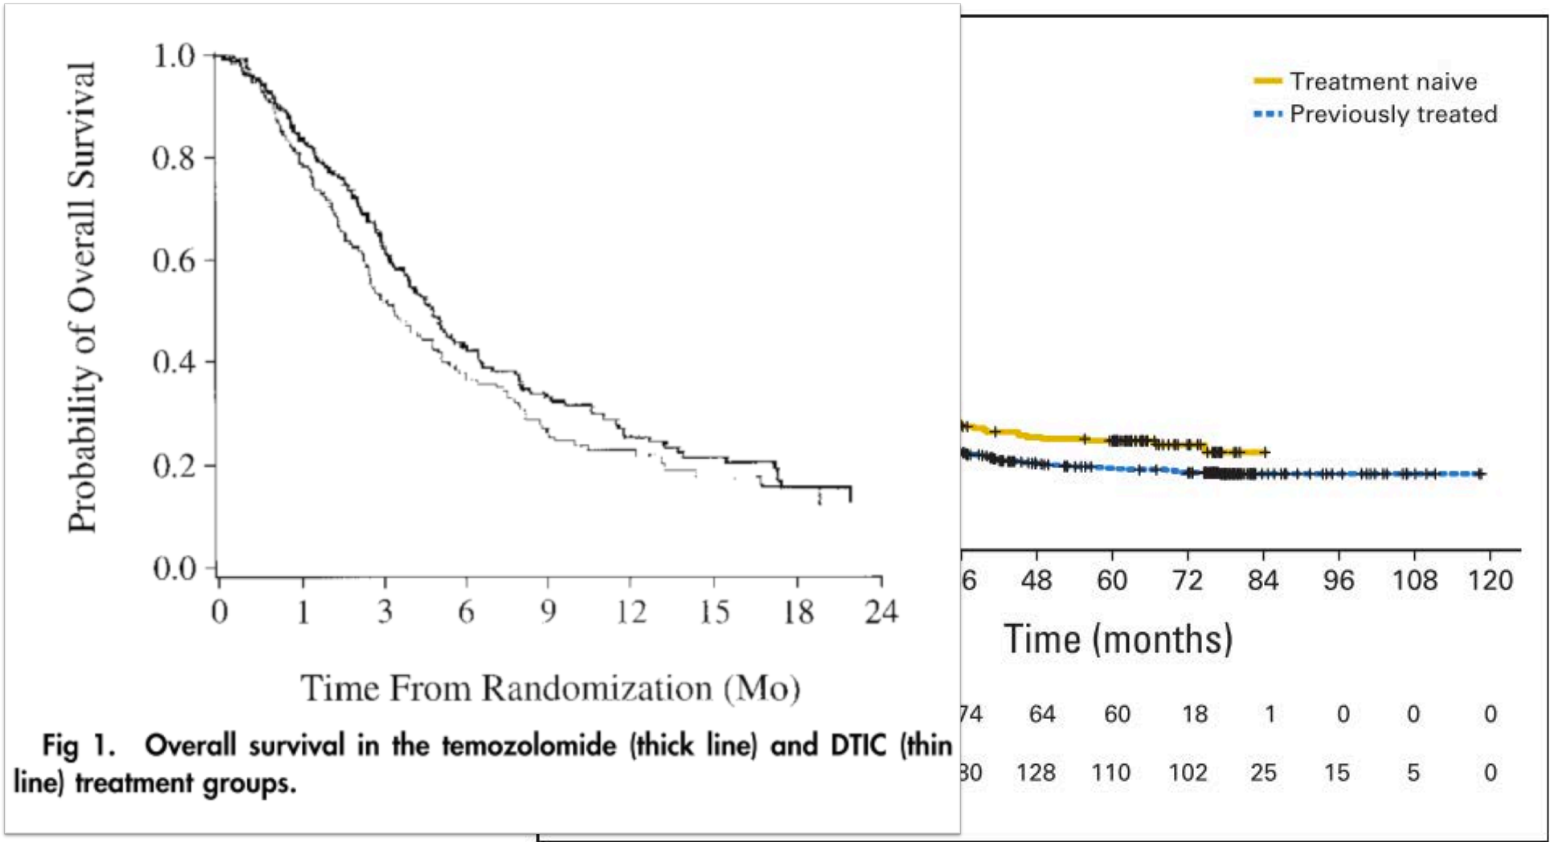 Probability of Overall Survival
1.0
0.8
0.6
0.4
0.2
0.0
0 1 3 6 9 12 15 18 24
Time From Randomization (Mo)
Fig 1. Overall survival in the temozolomide (thick line) and DTIC (thin
line) treatment groups.
Treatment naive
Previously treated
6 48 60 72 84 96 108 120
Time (months)
74 64 60 18 1 0 0 0
30 128 110 102 25 15 5 0